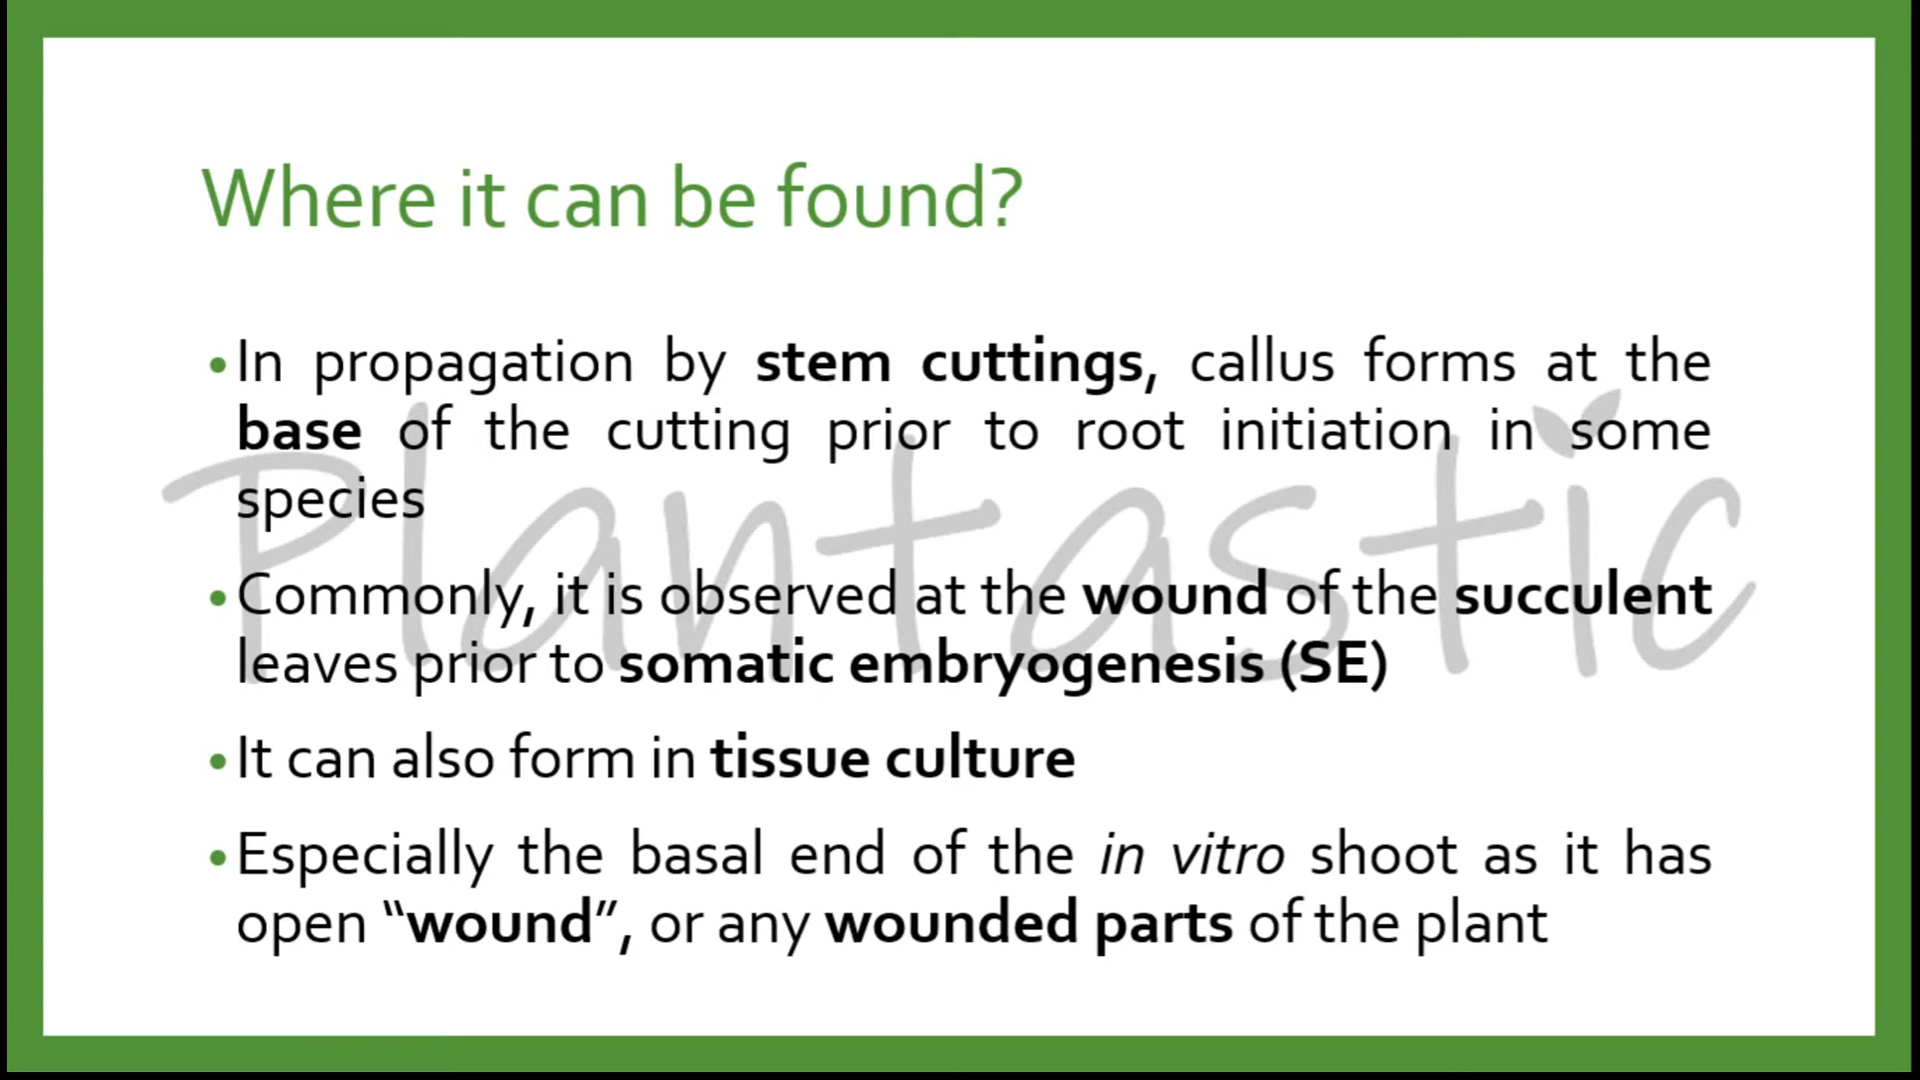 Where it can be found?
•In propagation by stem cuttings, callus forms at the
base of the cutting prior to root initiation in some
species
•Commonly, it is observed at the wound of the succulent
leaves prior to somatic embryogenesis (SE)
•It can also form in tissue culture
•Especially the basal end of the in vitro shoot as it has
open “wound”, or any wounded parts of the plant
Plantastic